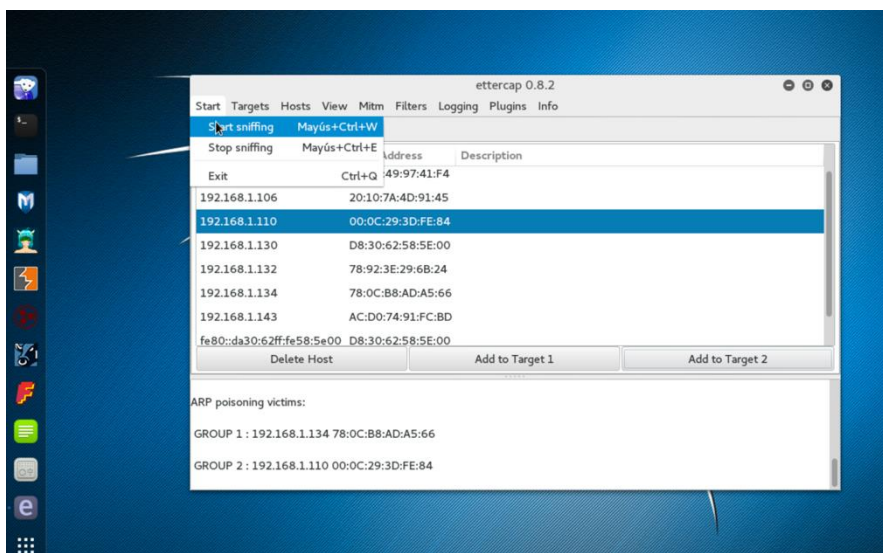 ettercap 0.8.2
Start Targets Hosts View Mitm Filters Logging Plugins Info
Start sniffing Mayús+Ctrl+W
Stop sniffing Mayús+Ctrl+E
Exit Ctrl+Q
Address Description
:49:97:41:F4
192.168.1.106 20:10:7A:4D:91:45
192.168.1.110 00:0C:29:3D:FE:84
192.168.1.130 D8:30:62:58:5E:00
192.168.1.132 78:92:3E:29:6B:24
192.168.1.134 78:0C:B8:AD:A5:66
192.168.1.143 AC:D0:74:91:FC:BD
fe80::da30:62ff:fe58:5e00 D8:30:62:58:5E:00
Delete Host Add to Target 1 Add to Target 2
ARP poisoning victims:
GROUP 1 : 192.168.1.134 78:0C:B8:AD:A5:66
GROUP 2 : 192.168.1.110 00:0C:29:3D:FE:84